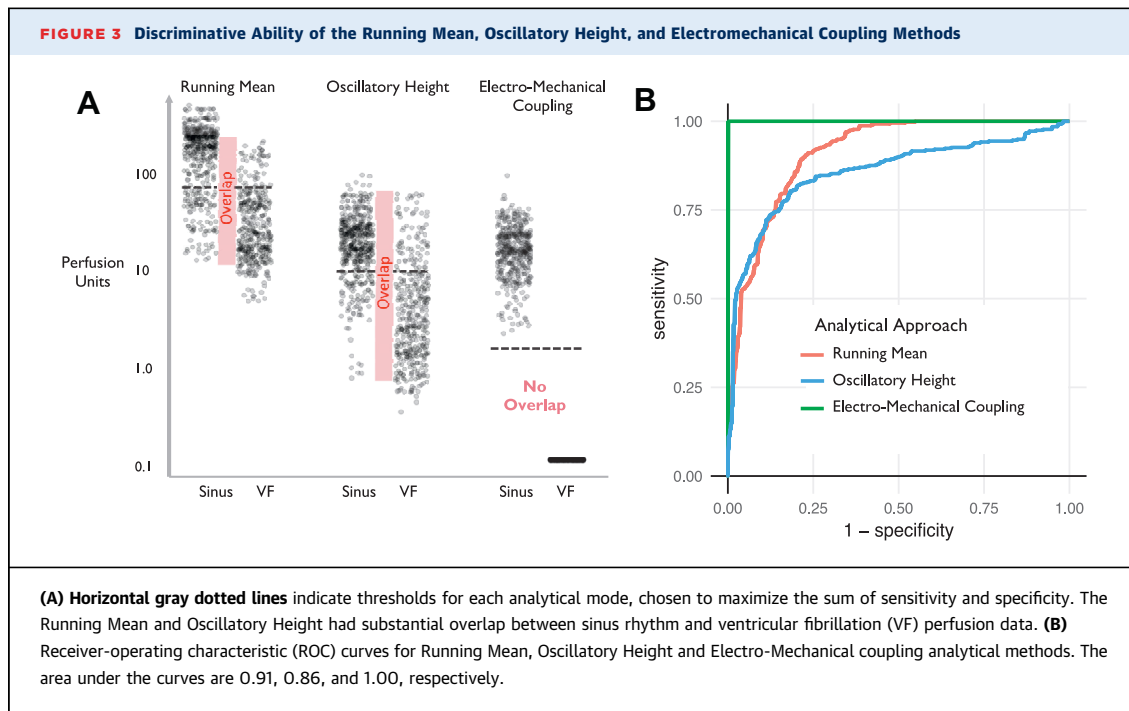 FIGURE 3 Discriminative Ability of the Running Mean, Oscillatory Height, and Electromechanical Coupling Methods
A
Running Mean
Oscillatory Height
Electro-Mechanical
Coupling
Perfusion
Units
100
10
1.0
0.1
Overlap
Overlap
No
Overlap
Sinus VF
Sinus VF
Sinus VF
B
sensitivity
1.00
0.75
0.50
0.25
0.00
Analytical Approach
Running Mean
Oscillatory Height
Electro-Mechanical Coupling
0.00 0.25 0.50 0.75 1.00
1 – specificity
(A) Horizontal gray dotted lines indicate thresholds for each analytical mode, chosen to maximize the sum of sensitivity and specificity. The
Running Mean and Oscillatory Height had substantial overlap between sinus rhythm and ventricular fibrillation (VF) perfusion data. (B)
Receiver-operating characteristic (ROC) curves for Running Mean, Oscillatory Height and Electro-Mechanical coupling analytical methods. The
area under the curves are 0.91, 0.86, and 1.00, respectively.